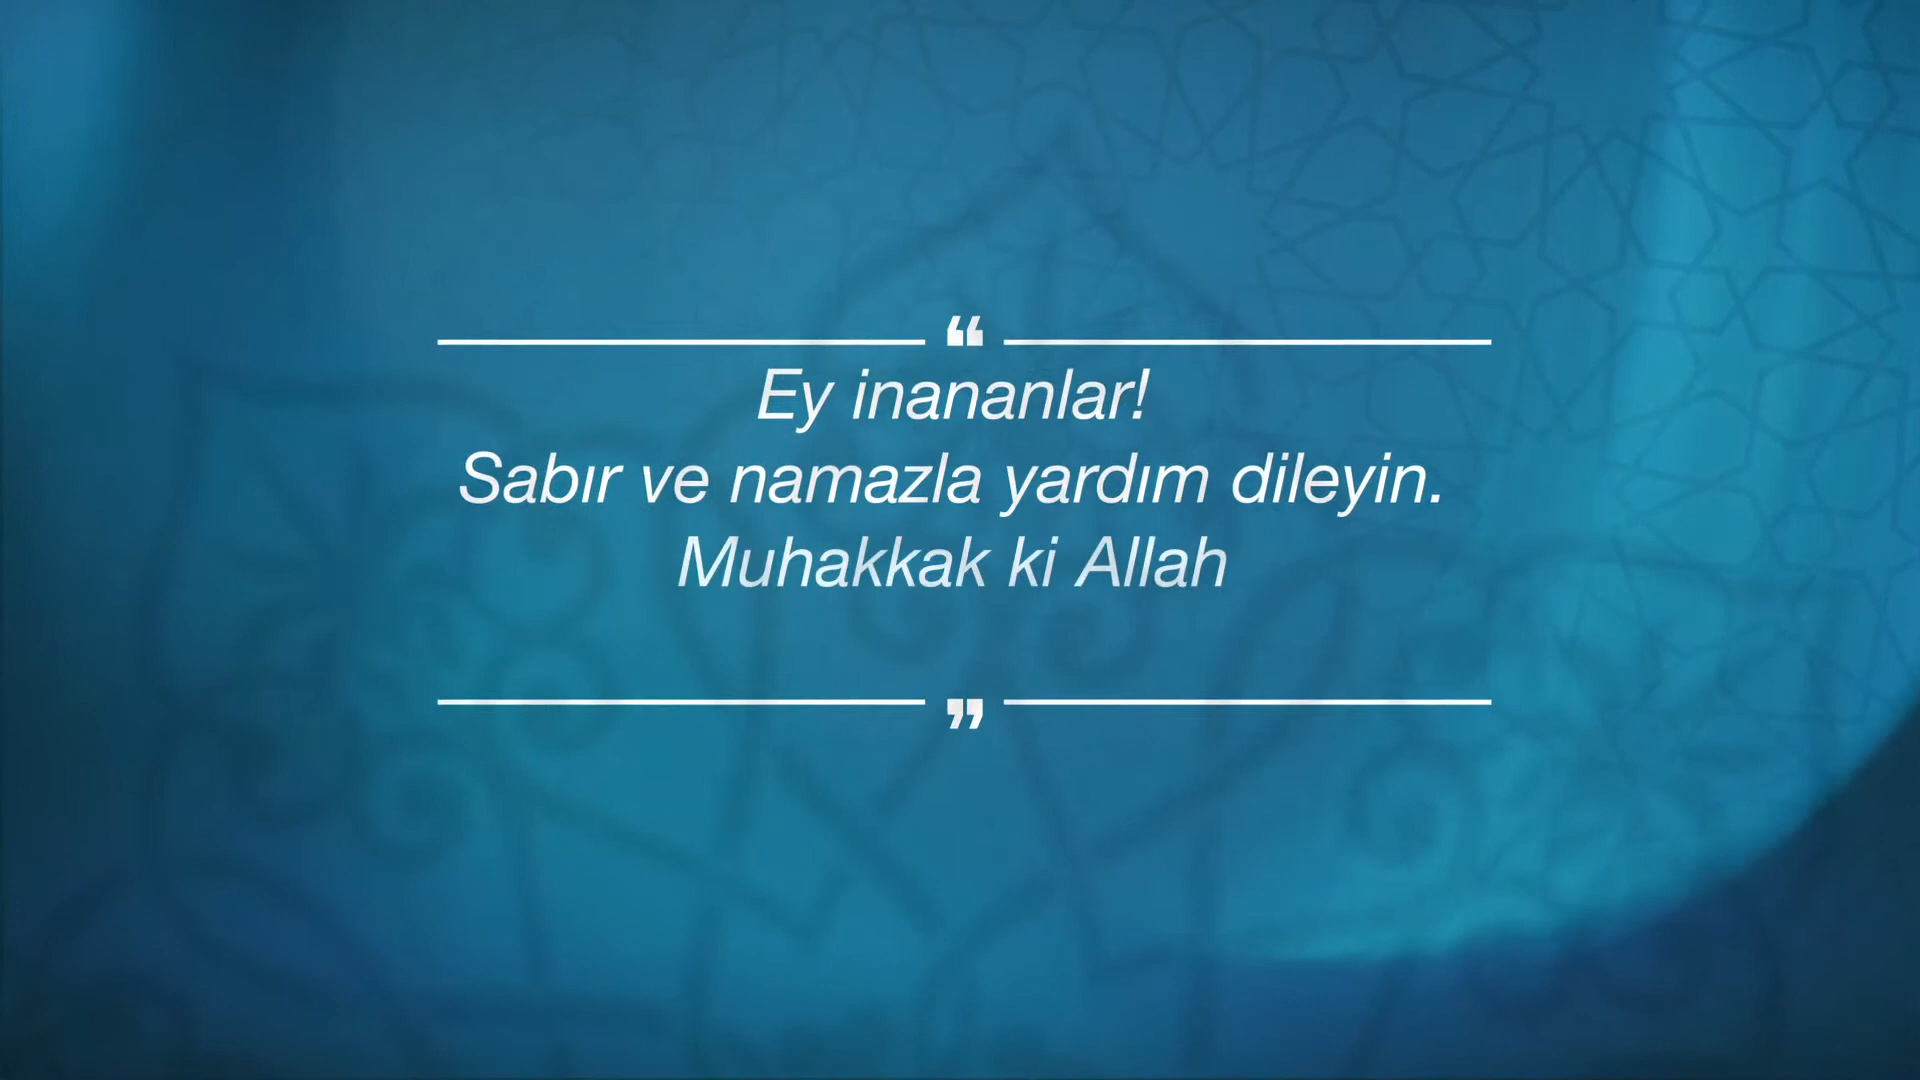 ❝
Ey inananlar!
Sabır ve namazla yardım dileyin.
Muhakkak ki Allah
❞